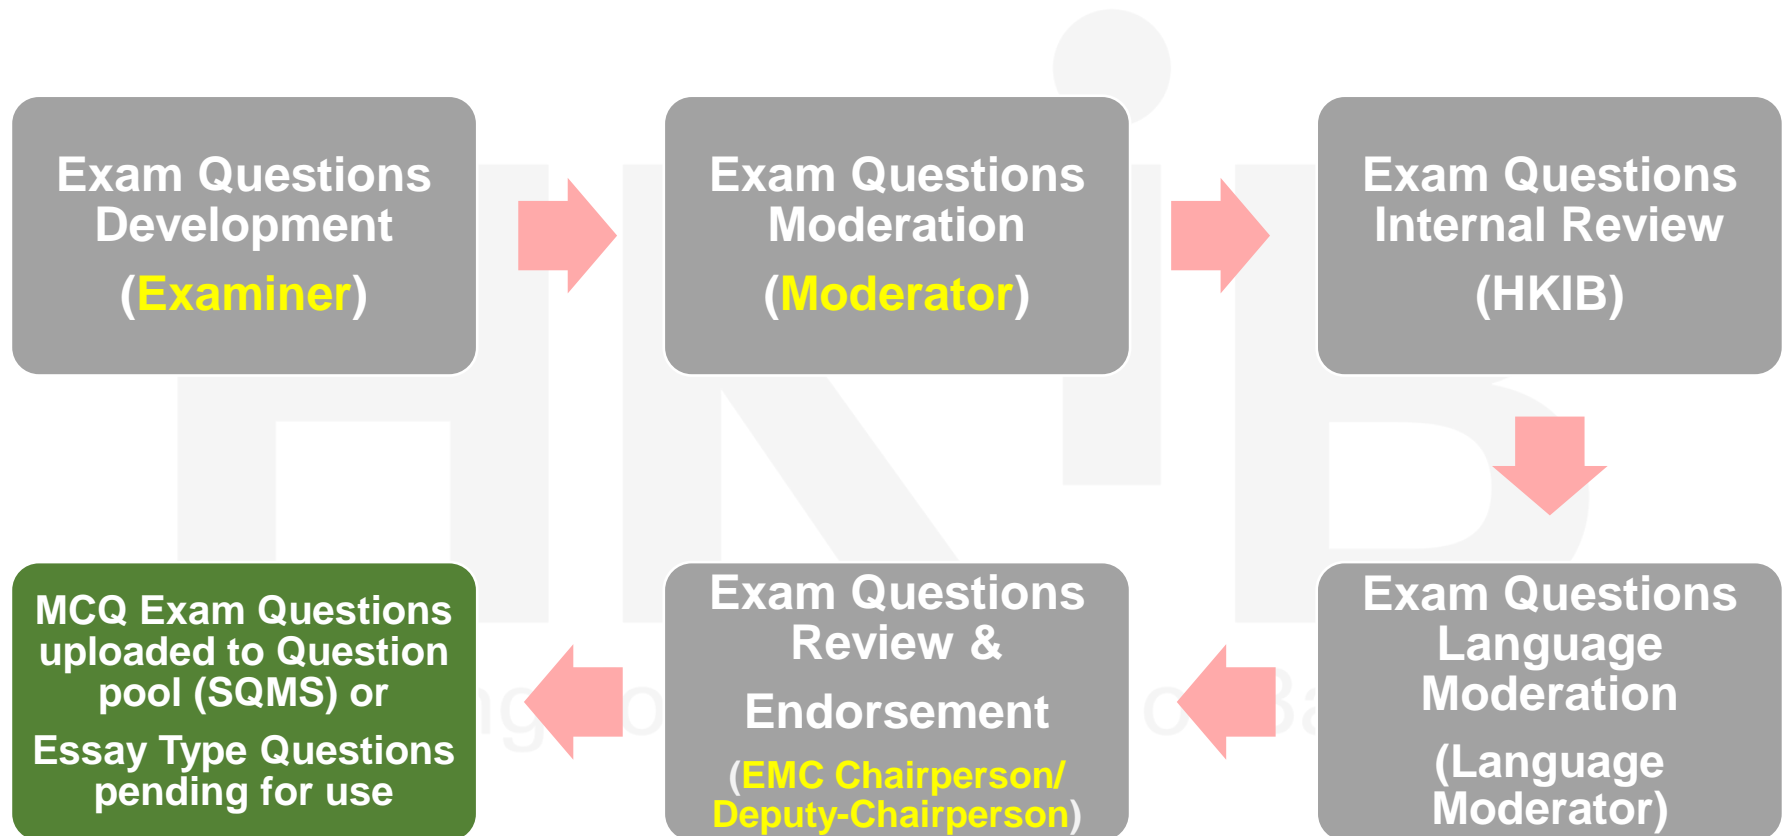 Exam Questions
Development
(Examiner)
Exam Questions
Moderation
(Moderator)
Exam Questions
Internal Review
(HKIB)
Exam Questions
Language
Moderation
(Language
Moderator)
Exam Questions
Review &
Endorsement
(EMC Chairperson/
Deputy-Chairperson)
MCQ Exam Questions
uploaded to Question
pool (SQMS) or
Essay Type Questions
pending for use